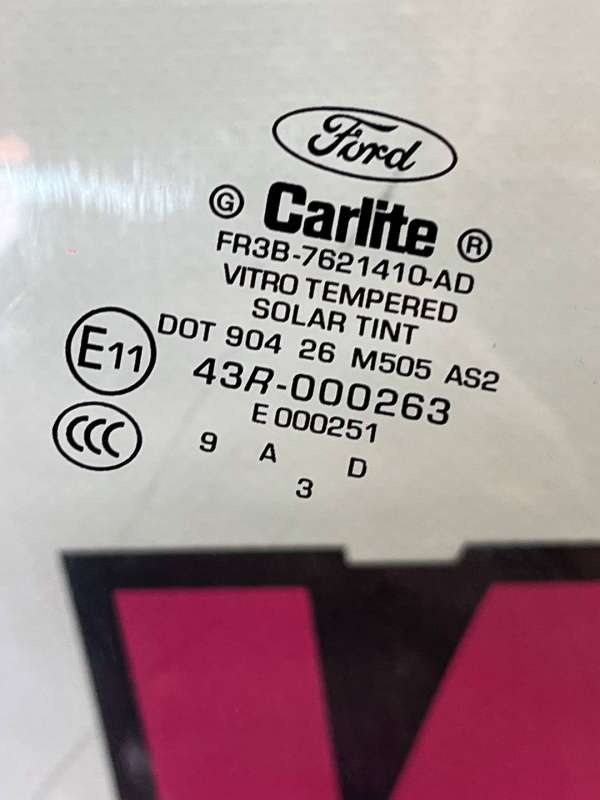 Ford
G Carlite ®
FR3B-7621410-AD
VITRO TEMPERED
SOLAR TINT
DOT 904 26 M505 AS2
E11 43R-000263
E 000251
CCC 9 A D
3